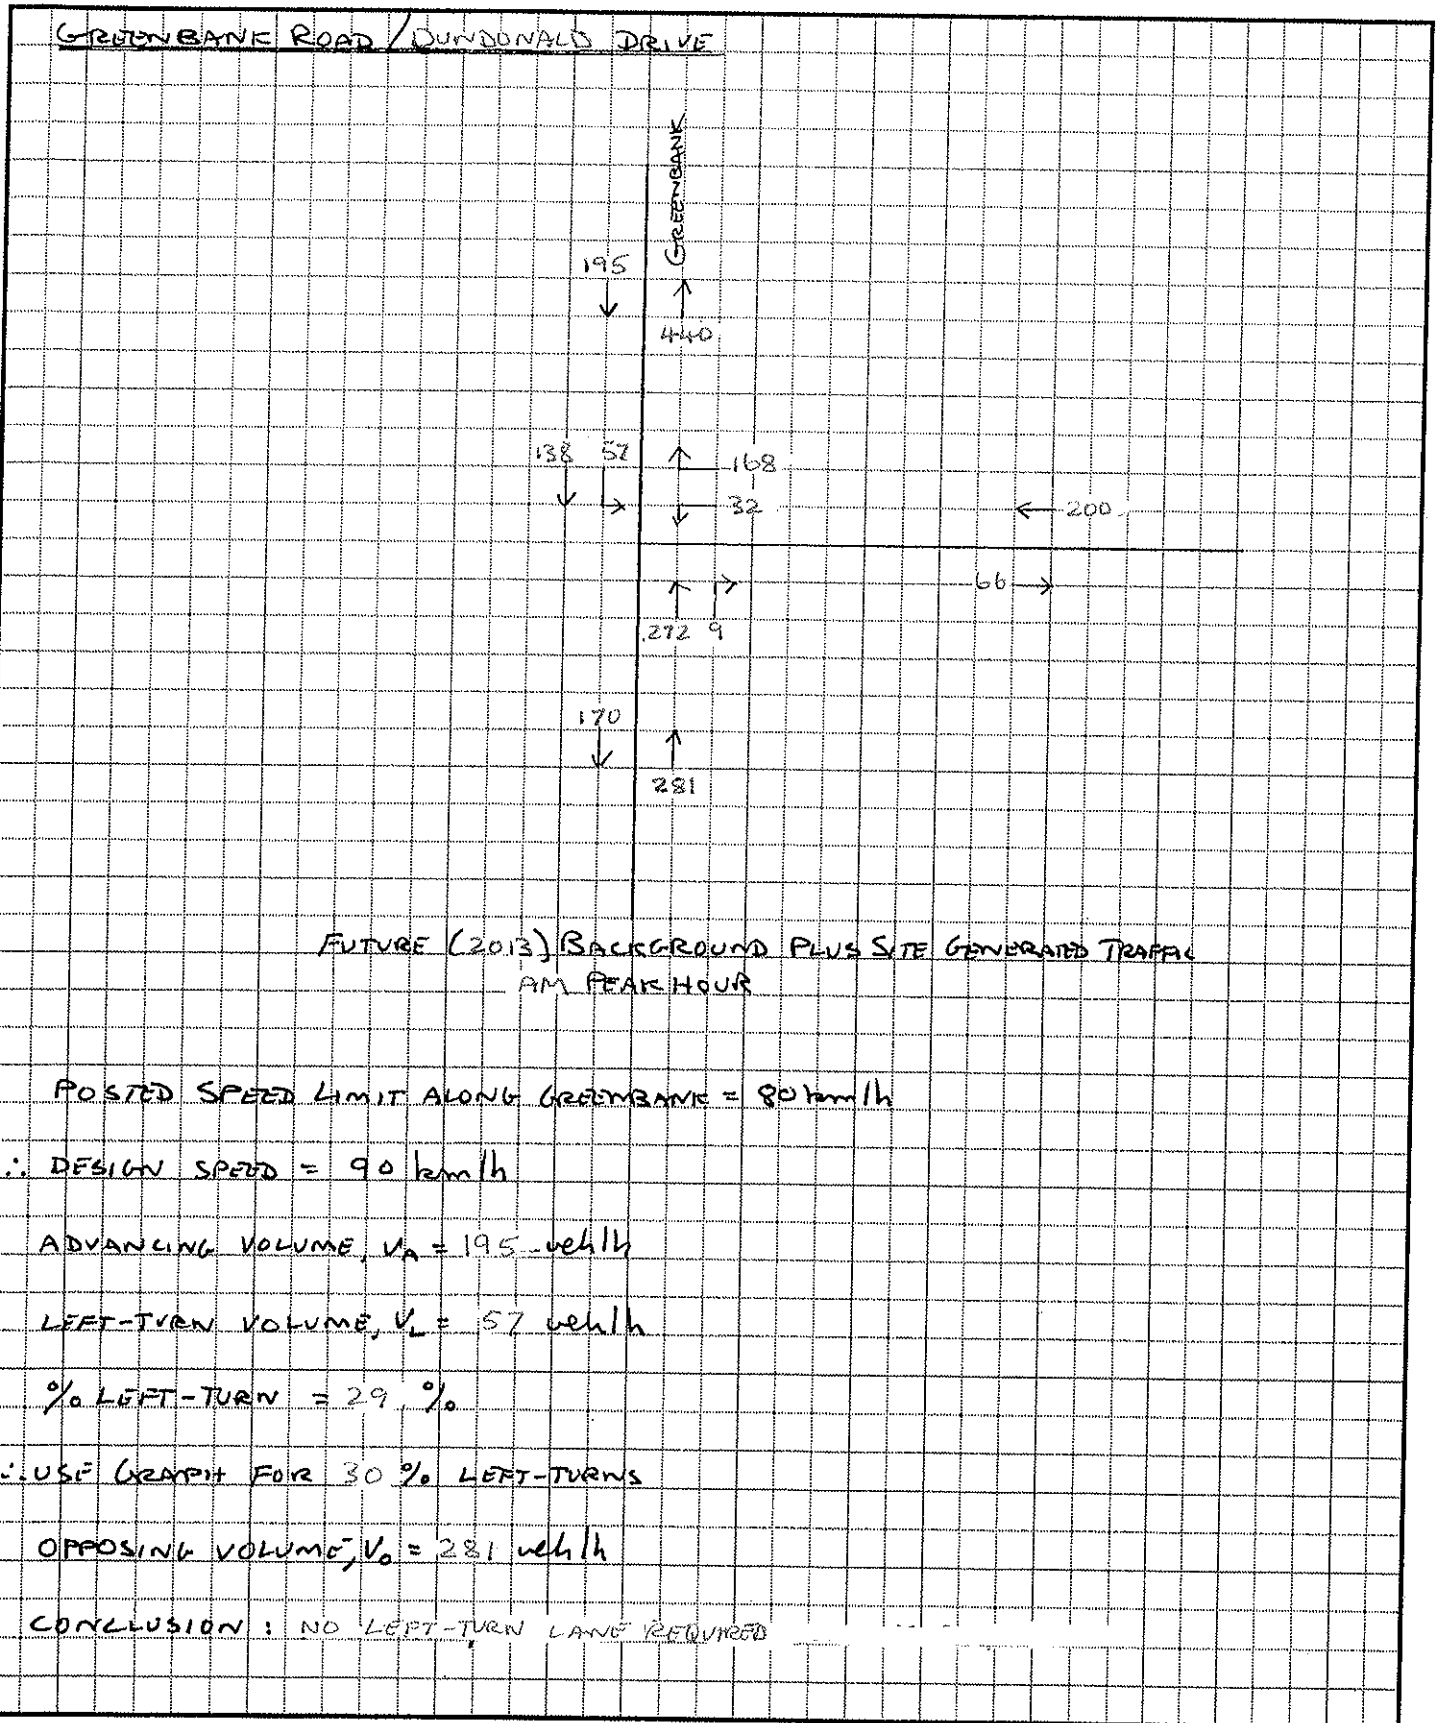 GREENBANK ROAD / DUNDONALD DRIVE
GREENBANK
195
440
138 57
168
32
200
66
272 9
170
281
FUTURE (2013) BACKGROUND PLUS SITE GENERATED TRAFFIC
AM PEAK HOUR
POSTED SPEED LIMIT ALONG GREENBANK = 80 km/h
∴ DESIGN SPEED = 90 km/h
ADVANCING VOLUME, VA = 195 veh/h
LEFT-TURN VOLUME, VL = 57 veh/h
% LEFT-TURN = 29 %
∴ USE GRAPH FOR 30 % LEFT-TURNS
OPPOSING VOLUME, Vo = 281 veh/h
CONCLUSION : NO LEFT-TURN LANE REQUIRED